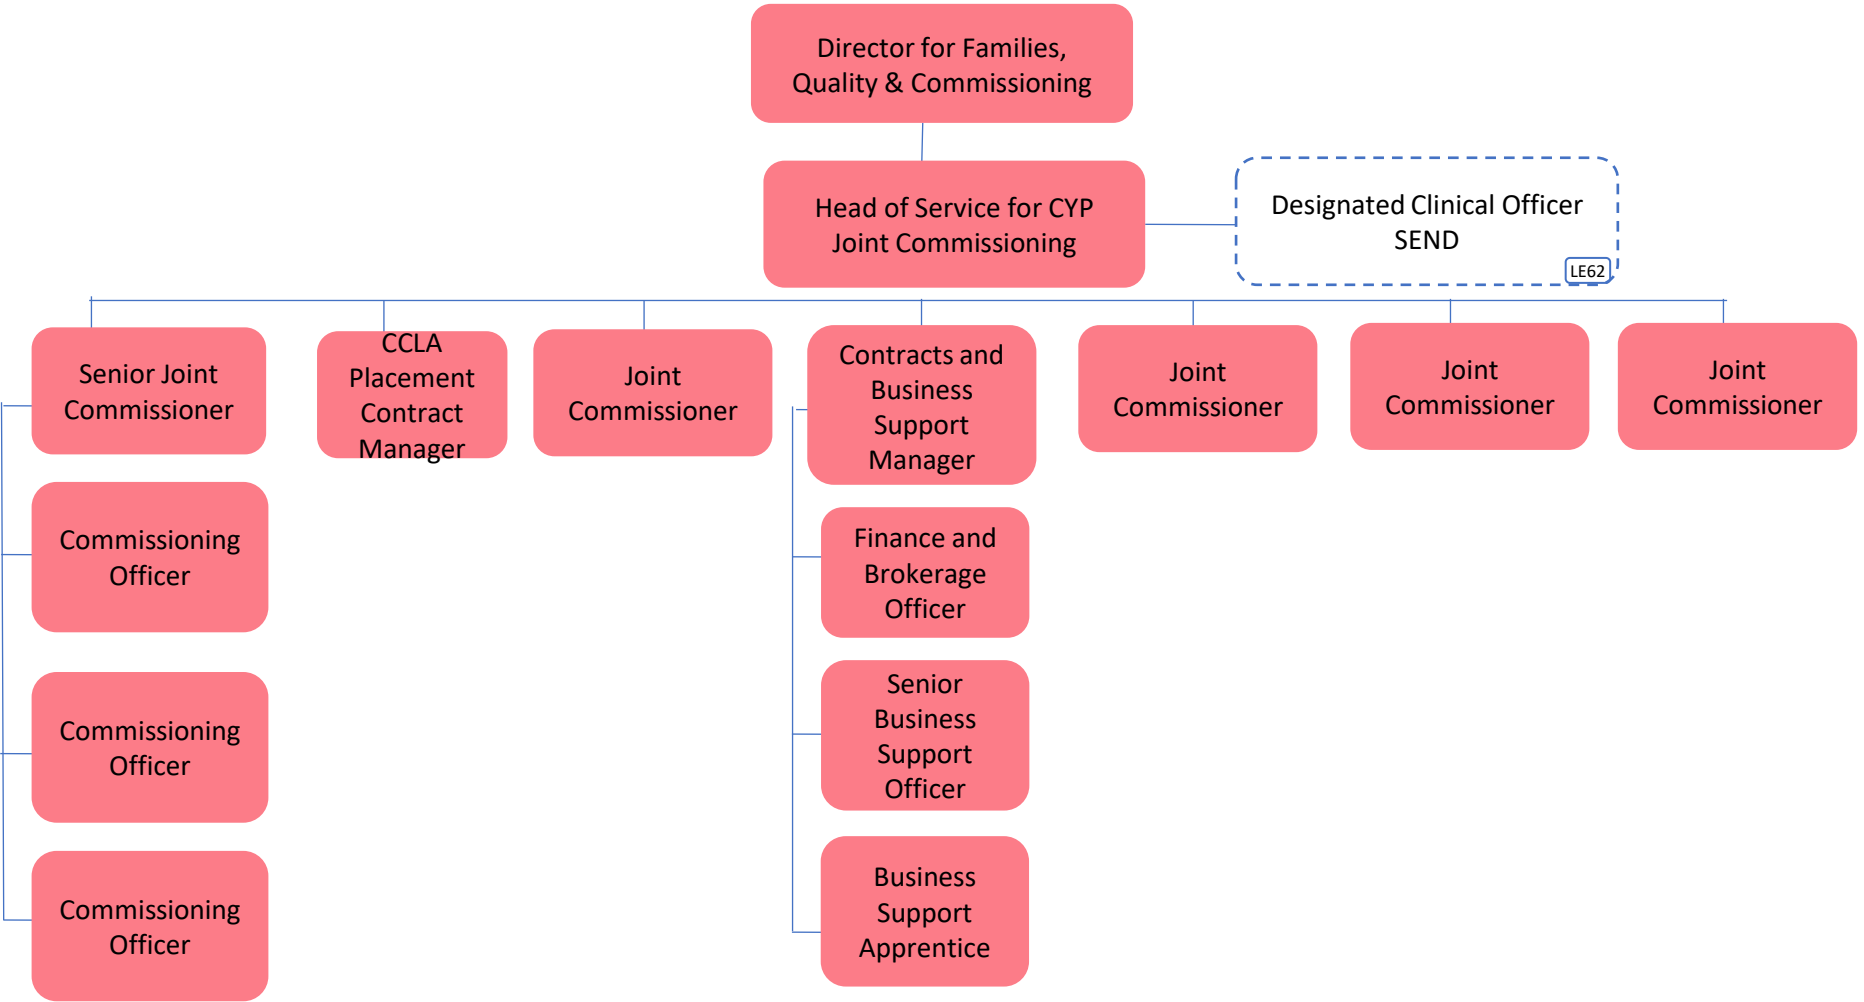 Director for Families,
Quality & Commissioning
Head of Service for CYP
Joint Commissioning
Designated Clinical Officer
SEND
LE62
Senior Joint
Commissioner
CCLA
Placement
Contract
Manager
Joint
Commissioner
Contracts and
Business
Support
Manager
Joint
Commissioner
Joint
Commissioner
Joint
Commissioner
Commissioning
Officer
Commissioning
Officer
Commissioning
Officer
Finance and
Brokerage
Officer
Senior
Business
Support
Officer
Business
Support
Apprentice